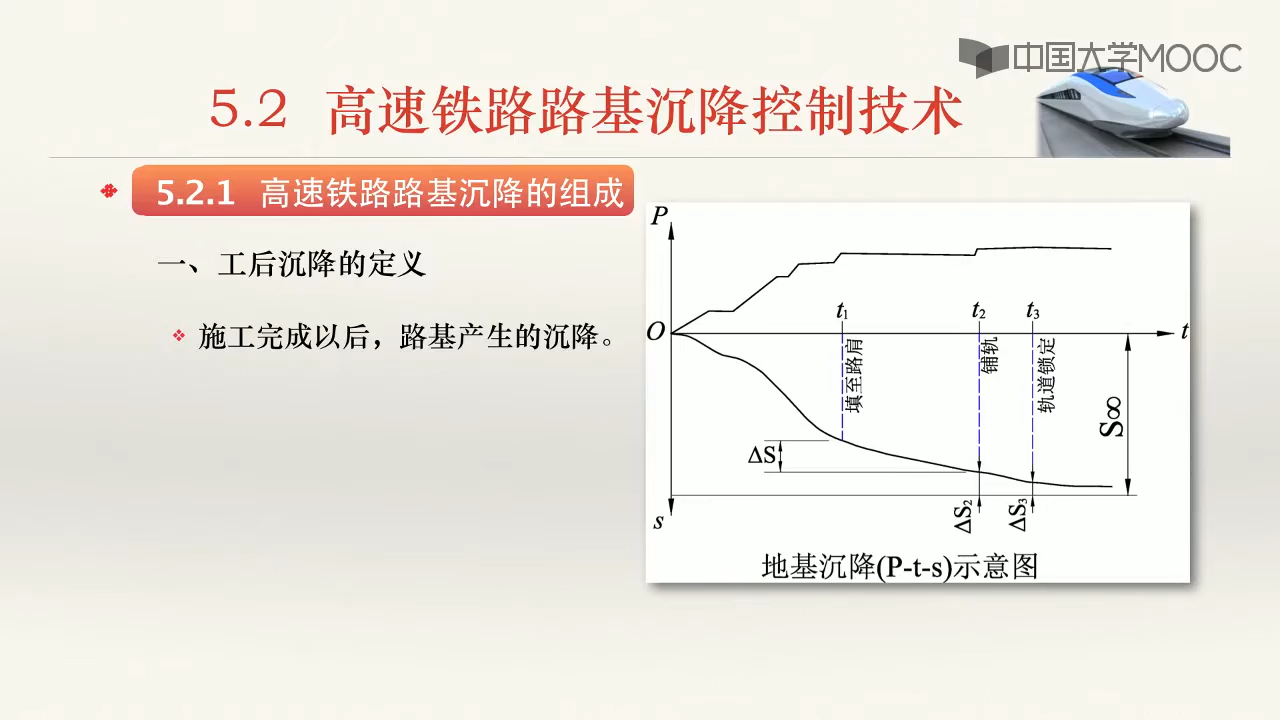 中国大学MOOC
5.2 高速铁路路基沉降控制技术
5.2.1 高速铁路路基沉降的组成
一、工后沉降的定义
施工完成以后，路基产生的沉降。
P
O
t₁
t₂
t₃
t
填至路肩
铺轨
轨道锁定
S∞
ΔS
ΔS₂
ΔS₃
s
地基沉降(P-t-s)示意图